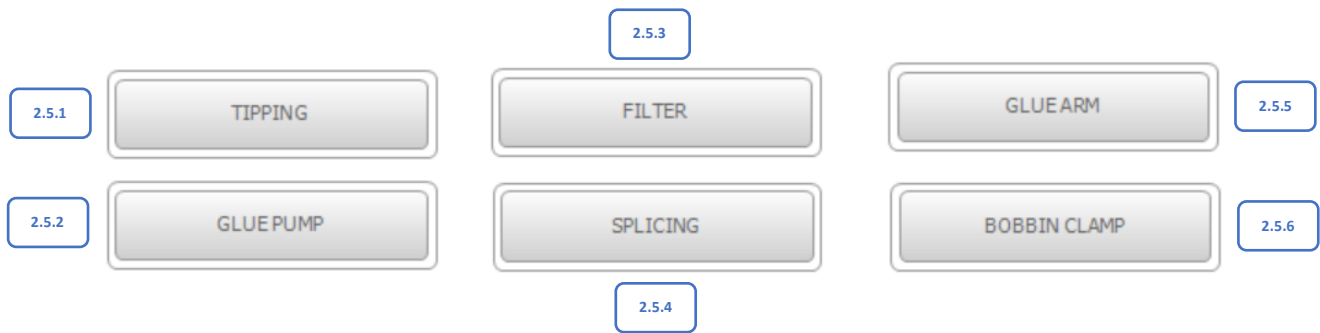 2.5.3
2.5.1
TIPPING
FILTER
GLUE ARM
2.5.5
2.5.2
GLUE PUMP
SPLICING
BOBBIN CLAMP
2.5.6
2.5.4